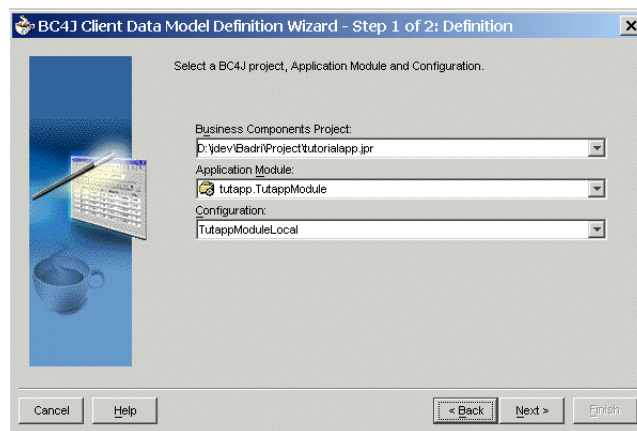 BC4J Client Data Model Definition Wizard - Step 1 of 2: Definition
Select a BC4J project, Application Module and Configuration.
Business Components Project:
D:\jdev\Badri\Project\tutorialapp.jpr
Application Module:
tutapp.TutappModule
Configuration:
TutappModuleLocal
Cancel Help < Back Next > Finish